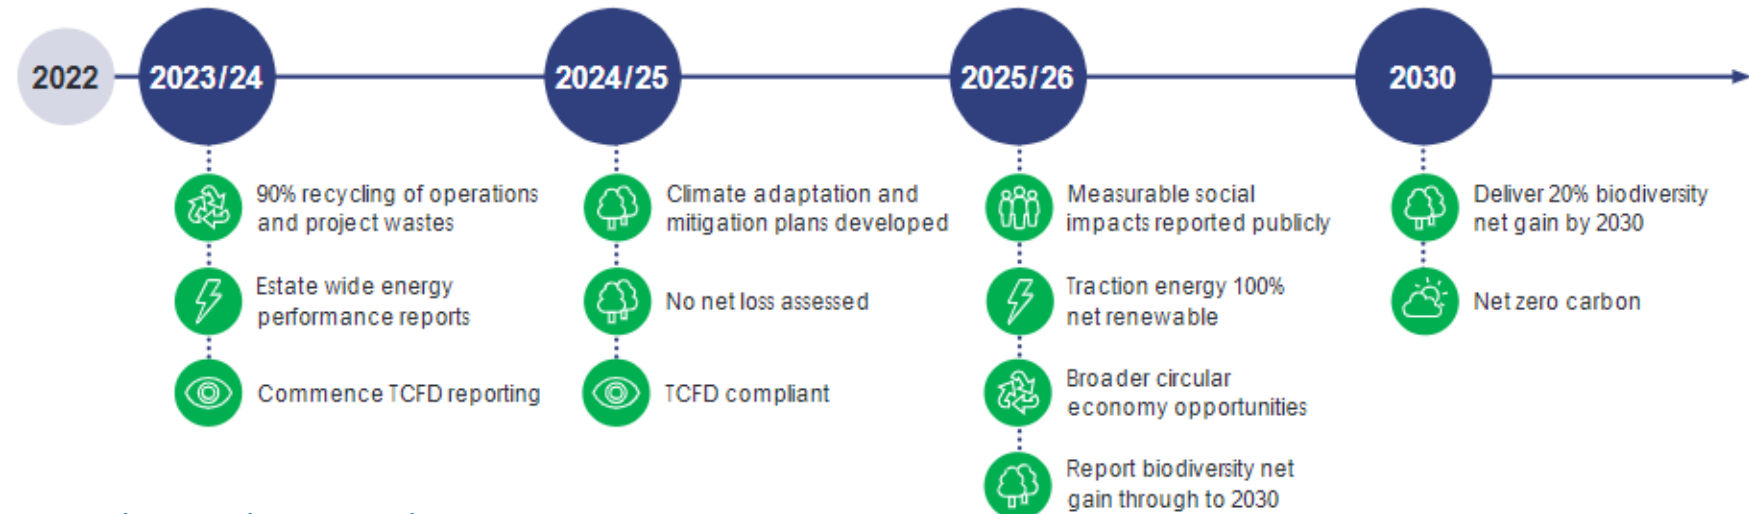 2022
2023/24
2024/25
2025/26
2030
90% recycling of operations
and project wastes
Estate wide energy
performance reports
Commence TCFD reporting
Climate adaptation and
mitigation plans developed
No net loss assessed
TCFD compliant
Measurable social
impacts reported publicly
Traction energy 100%
net renewable
Broader circular
economy opportunities
Report biodiversity net
gain through to 2030
Deliver 20% biodiversity
net gain by 2030
Net zero carbon